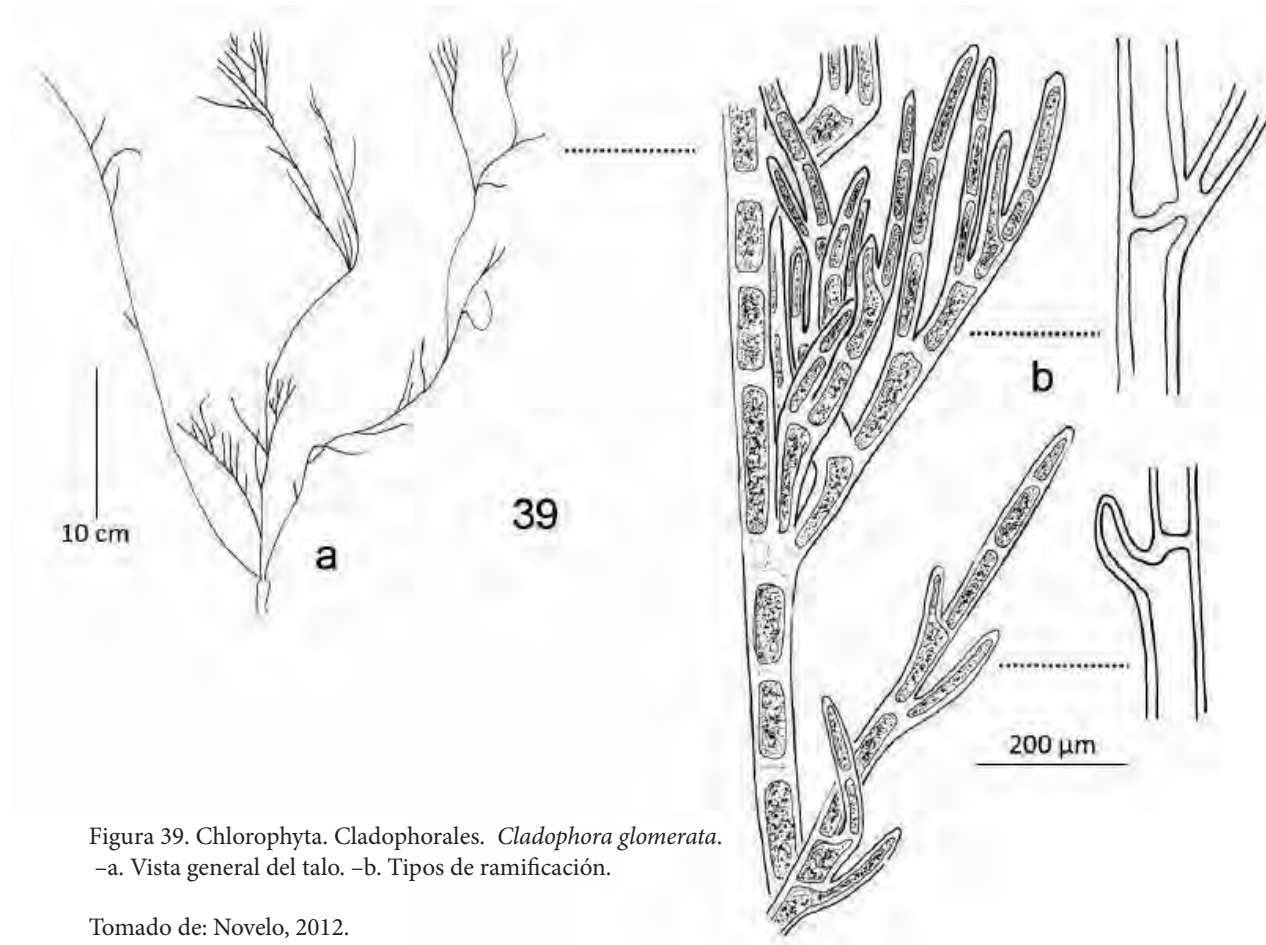 10 cm
a
39
b
200 µm
Figura 39. Chlorophyta. Cladophorales. Cladophora glomerata.
–a. Vista general del talo. –b. Tipos de ramificación.
Tomado de: Novelo, 2012.